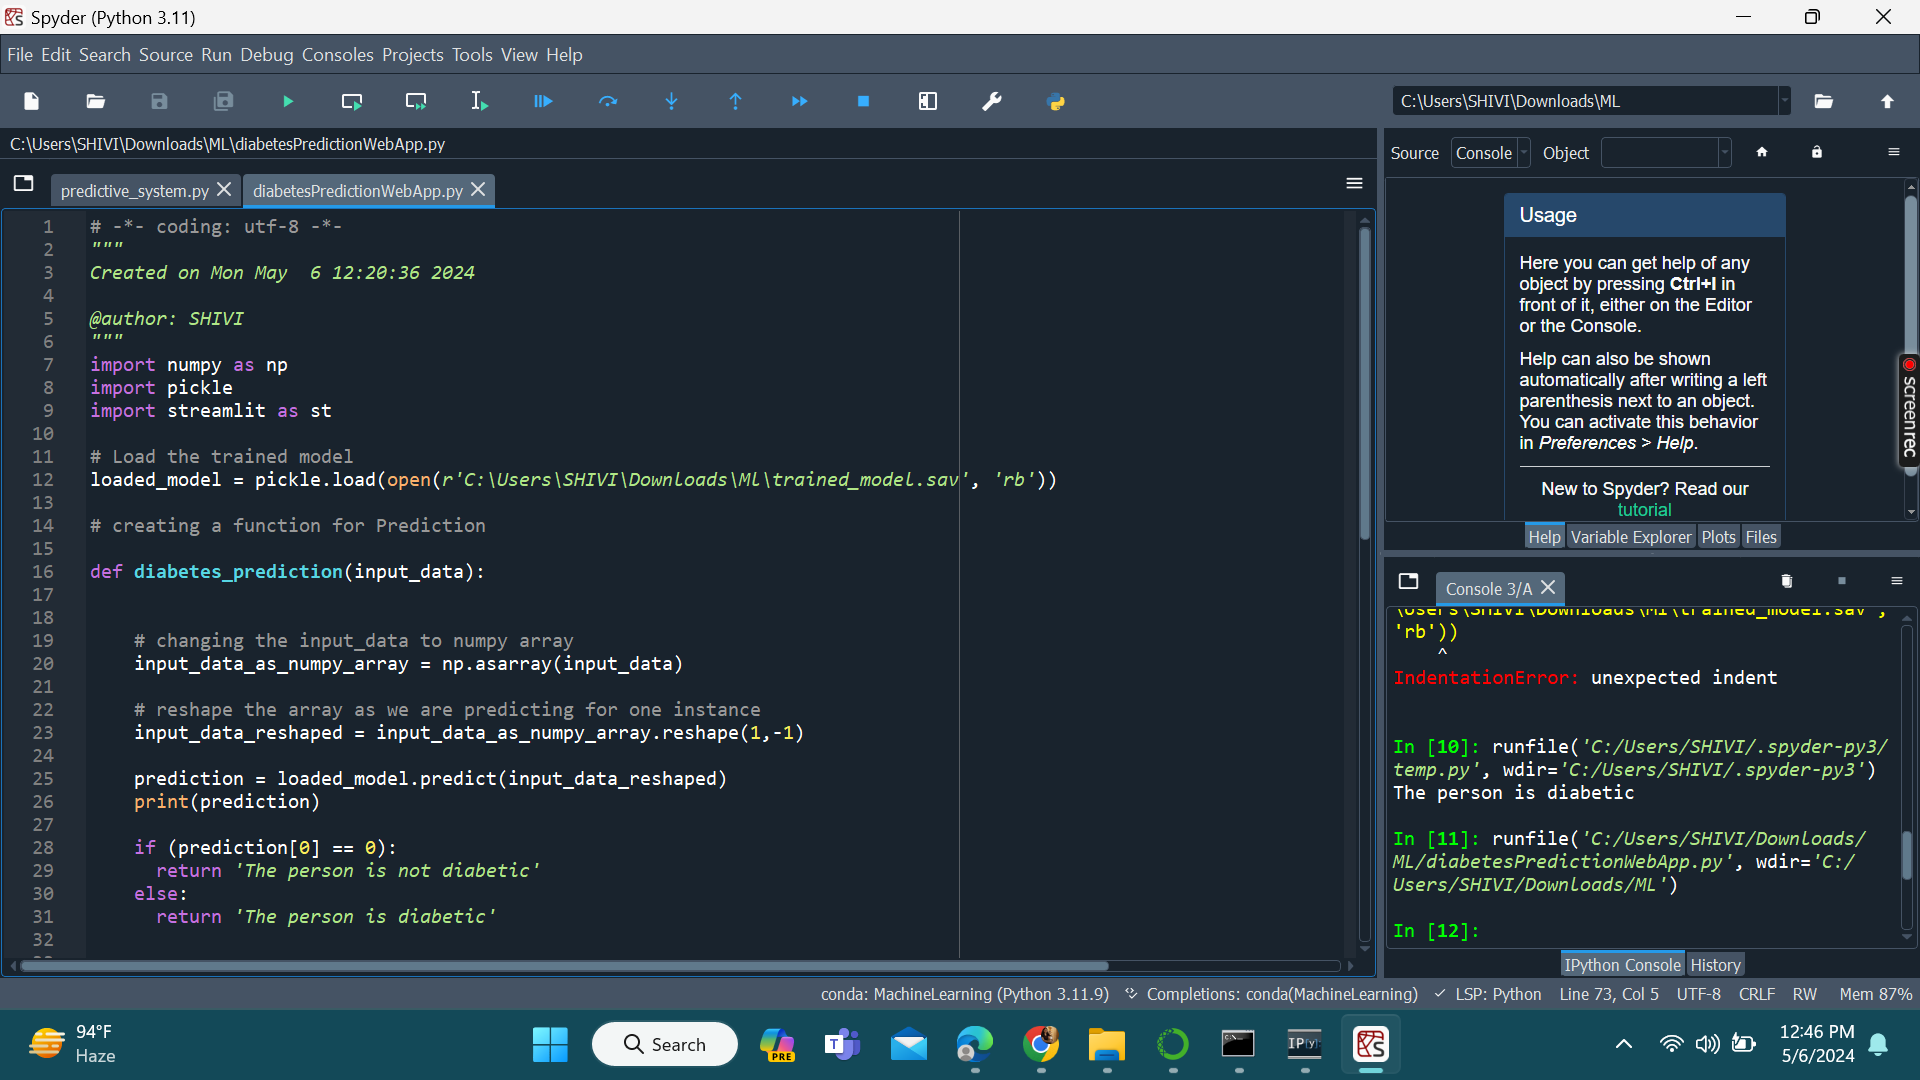 Spyder (Python 3.11)
File Edit Search Source Run Debug Consoles Projects Tools View Help
C:\Users\SHIVI\Downloads\ML
C:\Users\SHIVI\Downloads\ML\diabetesPredictionWebApp.py
predictive_system.py
diabetesPredictionWebApp.py
1 # -*- coding: utf-8 -*-
2 """
3 Created on Mon May  6 12:20:36 2024
4
5 @author: SHIVI
6 """
7 import numpy as np
8 import pickle
9 import streamlit as st
10
11 # Load the trained model
12 loaded_model = pickle.load(open(r'C:\Users\SHIVI\Downloads\Ml\trained_model.sav', 'rb'))
13
14 # creating a function for Prediction
15
16 def diabetes_prediction(input_data):
17
18
19     # changing the input_data to numpy array
20     input_data_as_numpy_array = np.asarray(input_data)
21
22     # reshape the array as we are predicting for one instance
23     input_data_reshaped = input_data_as_numpy_array.reshape(1,-1)
24
25     prediction = loaded_model.predict(input_data_reshaped)
26     print(prediction)
27
28     if (prediction[0] == 0):
29       return 'The person is not diabetic'
30     else:
31       return 'The person is diabetic'
32
Source Console Object
Usage
Here you can get help of any
object by pressing Ctrl+I in
front of it, either on the Editor
or the Console.
Help can also be shown
automatically after writing a left
parenthesis next to an object.
You can activate this behavior
in Preferences > Help.
New to Spyder? Read our
tutorial
screenrec
Help Variable Explorer Plots Files
Console 3/A
\Users\SHIVI\Downloads\Ml\trained_model.sav',
'rb'))
^
IndentationError: unexpected indent
In [10]: runfile('C:/Users/SHIVI/.spyder-py3/
temp.py', wdir='C:/Users/SHIVI/.spyder-py3')
The person is diabetic
In [11]: runfile('C:/Users/SHIVI/Downloads/
ML/diabetesPredictionWebApp.py', wdir='C:/
Users/SHIVI/Downloads/ML')
In [12]:
IPython Console History
conda: MachineLearning (Python 3.11.9) Completions: conda(MachineLearning) LSP: Python Line 73, Col 5 UTF-8 CRLF RW Mem 87%
94°F
Haze
Search
PRE
T
C:\_
IP[y]:
12:46 PM
5/6/2024